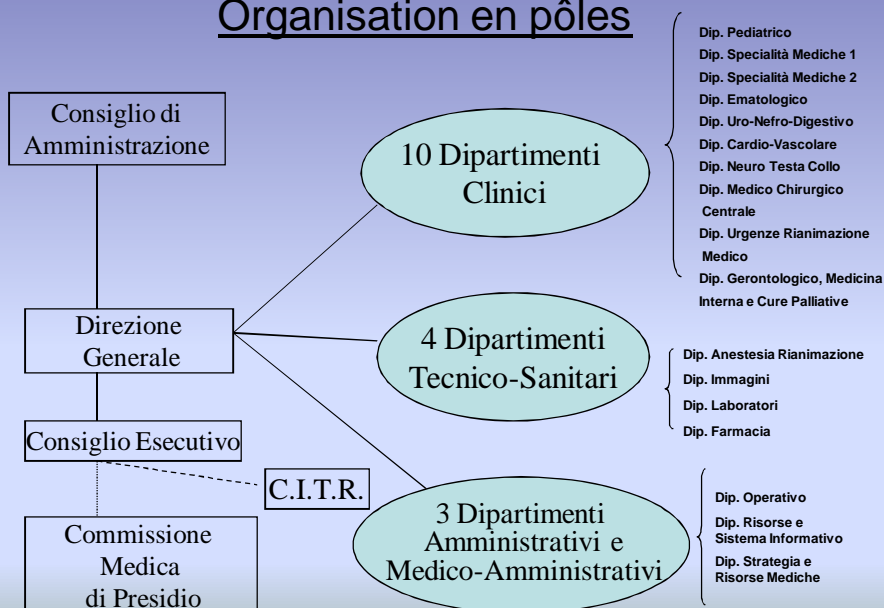 Organisation en pôles
Consiglio di
Amministrazione
Direzione
Generale
Consiglio Esecutivo
C.I.T.R.
Commissione
Medica
di Presidio
10 Dipartimenti
Clinici
Dip. Pediatrico
Dip. Specialità Mediche 1
Dip. Specialità Mediche 2
Dip. Ematologico
Dip. Uro-Nefro-Digestivo
Dip. Cardio-Vascolare
Dip. Neuro Testa Collo
Dip. Medico Chirurgico
Centrale
Dip. Urgenze Rianimazione
Medico
Dip. Gerontologico, Medicina
Interna e Cure Palliative
4 Dipartimenti
Tecnico-Sanitari
Dip. Anestesia Rianimazione
Dip. Immagini
Dip. Laboratori
Dip. Farmacia
3 Dipartimenti
Amministrativi e
Medico-Amministrativi
Dip. Operativo
Dip. Risorse e
Sistema Informativo
Dip. Strategia e
Risorse Mediche